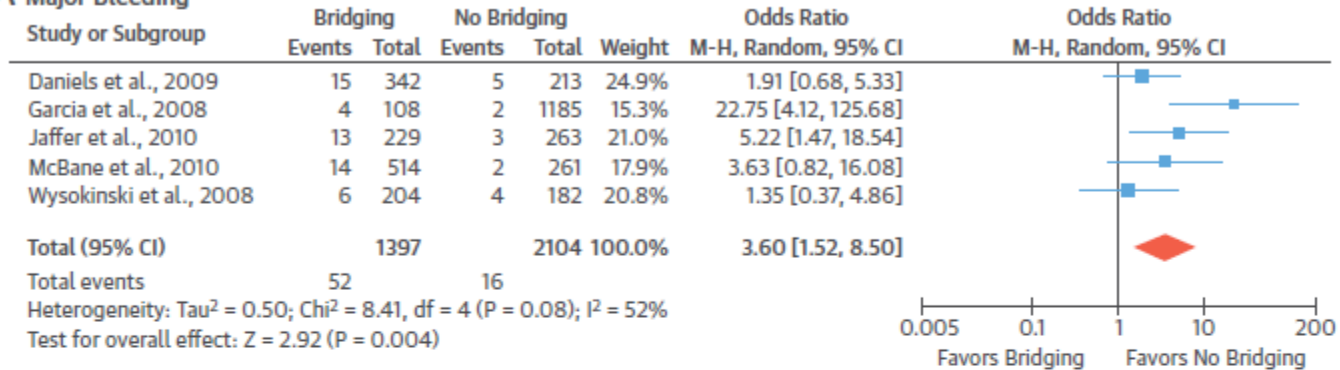 Major Bleeding
Bridging No Bridging Odds Ratio Odds Ratio
Study or Subgroup Events Total Events Total Weight M-H, Random, 95% CI M-H, Random, 95% CI
Daniels et al., 2009 15 342 5 213 24.9% 1.91 [0.68, 5.33]
Garcia et al., 2008 4 108 2 1185 15.3% 22.75 [4.12, 125.68]
Jaffer et al., 2010 13 229 3 263 21.0% 5.22 [1.47, 18.54]
McBane et al., 2010 14 514 2 261 17.9% 3.63 [0.82, 16.08]
Wysokinski et al., 2008 6 204 4 182 20.8% 1.35 [0.37, 4.86]
Total (95% CI) 1397 2104 100.0% 3.60 [1.52, 8.50]
Total events 52 16
Heterogeneity: Tau² = 0.50; Chi² = 8.41, df = 4 (P = 0.08); I² = 52%
Test for overall effect: Z = 2.92 (P = 0.004)
0.005 0.1 1 10 200
Favors Bridging Favors No Bridging